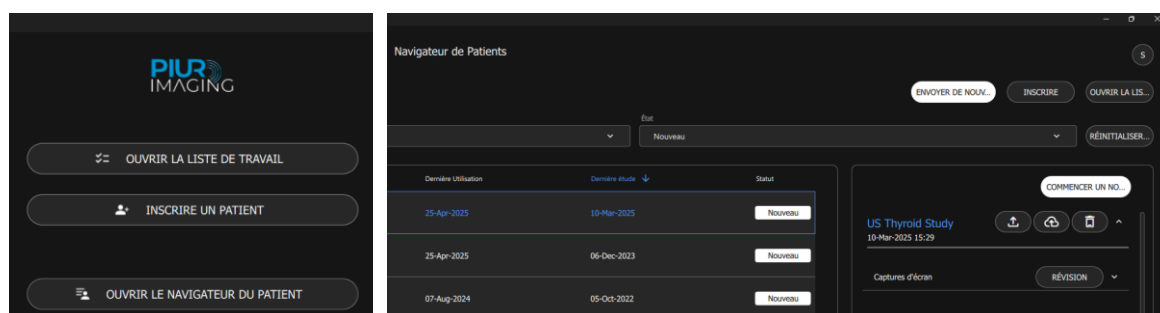 PIUR
IMAGING
OUVRIR LA LISTE DE TRAVAIL
INSCRIRE UN PATIENT
OUVRIR LE NAVIGATEUR DU PATIENT
Navigateur de Patients
S
ENVOYER DE NOUV...
INSCRIRE
OUVRIR LA LIS...
État
Nouveau
RÉINITIALISER...
Dernière Utilisation
Dernière étude
Statut
25-Apr-2025
10-Mar-2025
Nouveau
25-Apr-2025
06-Dec-2023
Nouveau
07-Aug-2024
05-Oct-2022
Nouveau
COMMENCER UN NO...
US Thyroid Study
10-Mar-2025 15:29
Captures d'écran
RÉVISION